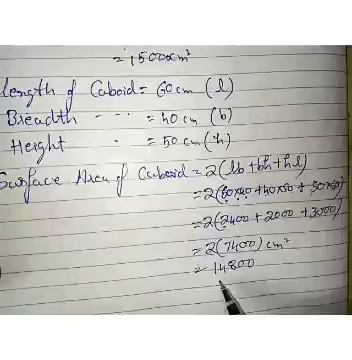 = 1500 cm²
Length of Cuboid = 60 cm (l)
Breadth - - " = 40 cm (b)
Height " = 50 cm (h)
Surface Area of Cuboid = 2(lb+bh+hl)
= 2(60×40+40×50+50×60)
= 2(2400+2000+3000)
= 2(7400) cm²
= 14800